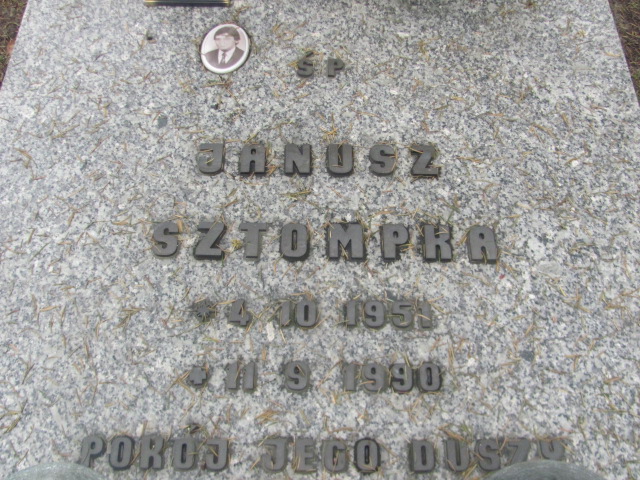 ŚP
JANUSZ
SZTOMPKA
* 4 10 1951
+ 11 9 1990
POKÓJ JEGO DUSZY